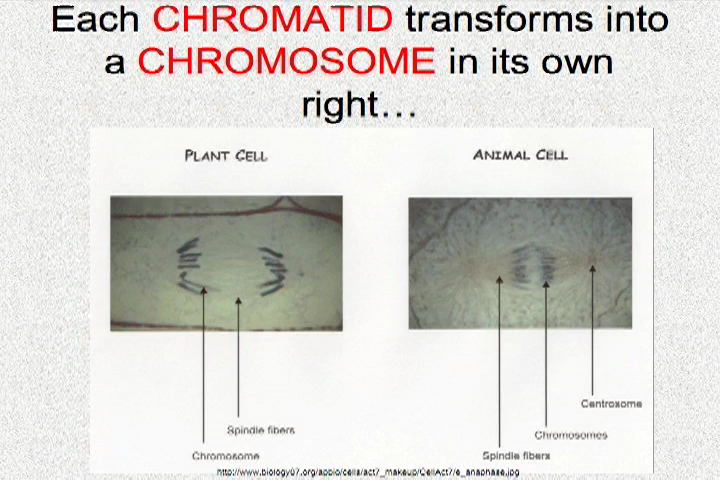 Each CHROMATID transforms into
a CHROMOSOME in its own
right...
PLANT CELL
ANIMAL CELL
Centrosome
Spindle fibers
Chromosomes
Chromosome
Spindle fibers
http://www.biology07.org/apbio/cells/act7_makeup/CellAct7/e_anaphase.jpg